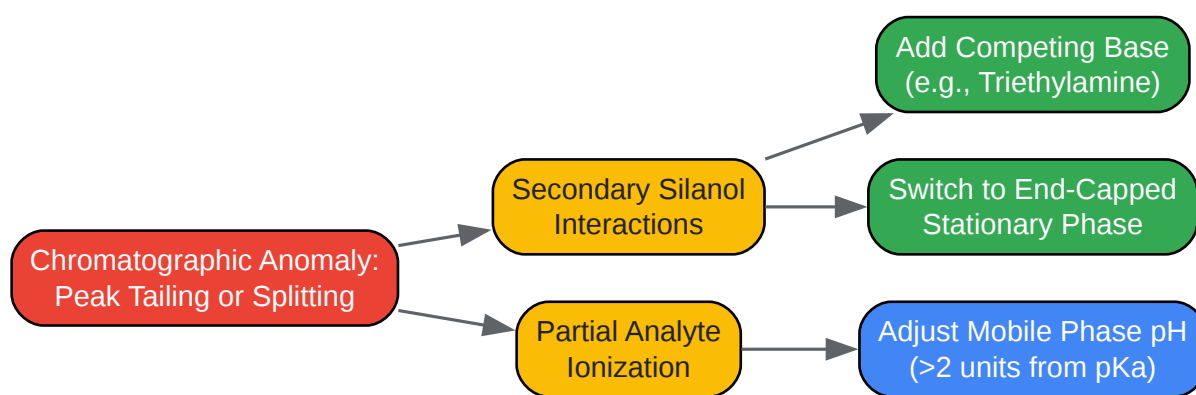 Chromatographic Anomaly:
Peak Tailing or Splitting
Secondary Silanol
Interactions
Partial Analyte
Ionization
Add Competing Base
(e.g., Triethylamine)
Switch to End-Capped
Stationary Phase
Adjust Mobile Phase pH
(>2 units from pKa)